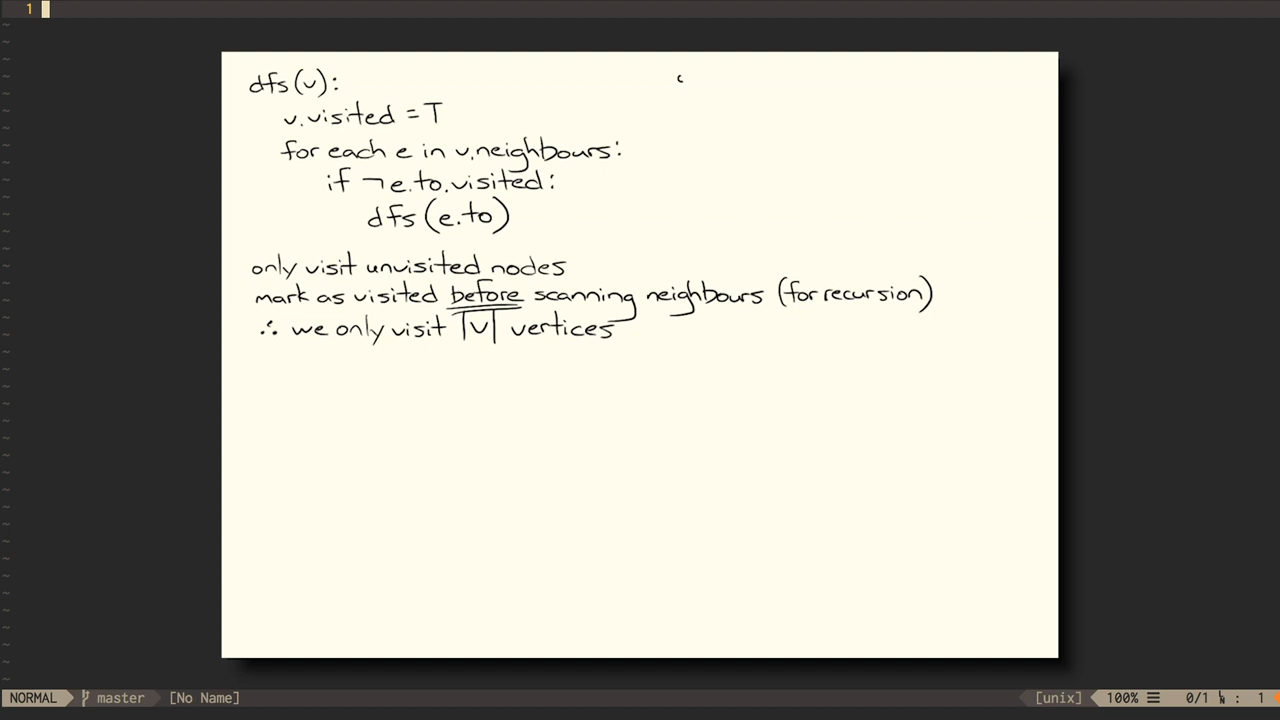 1
dfs(v):
v.visited = T
for each e in v.neighbours:
if ¬e.to.visited:
dfs(e.to)
only visit unvisited nodes
mark as visited before scanning neighbours (for recursion)
∴ we only visit |V| vertices
NORMAL master [No Name] [unix] 100% ☰ 0/1 ㏑ : 1